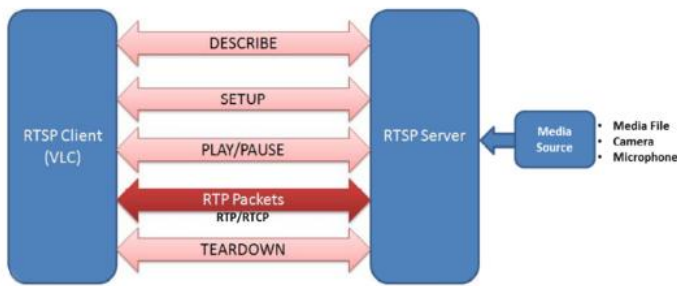 DESCRIBE
SETUP
RTSP Client
(VLC)
PLAY/PAUSE
RTP Packets
RTP/RTCP
TEARDOWN
RTSP Server
Media
Source
• Media File
• Camera
• Microphone